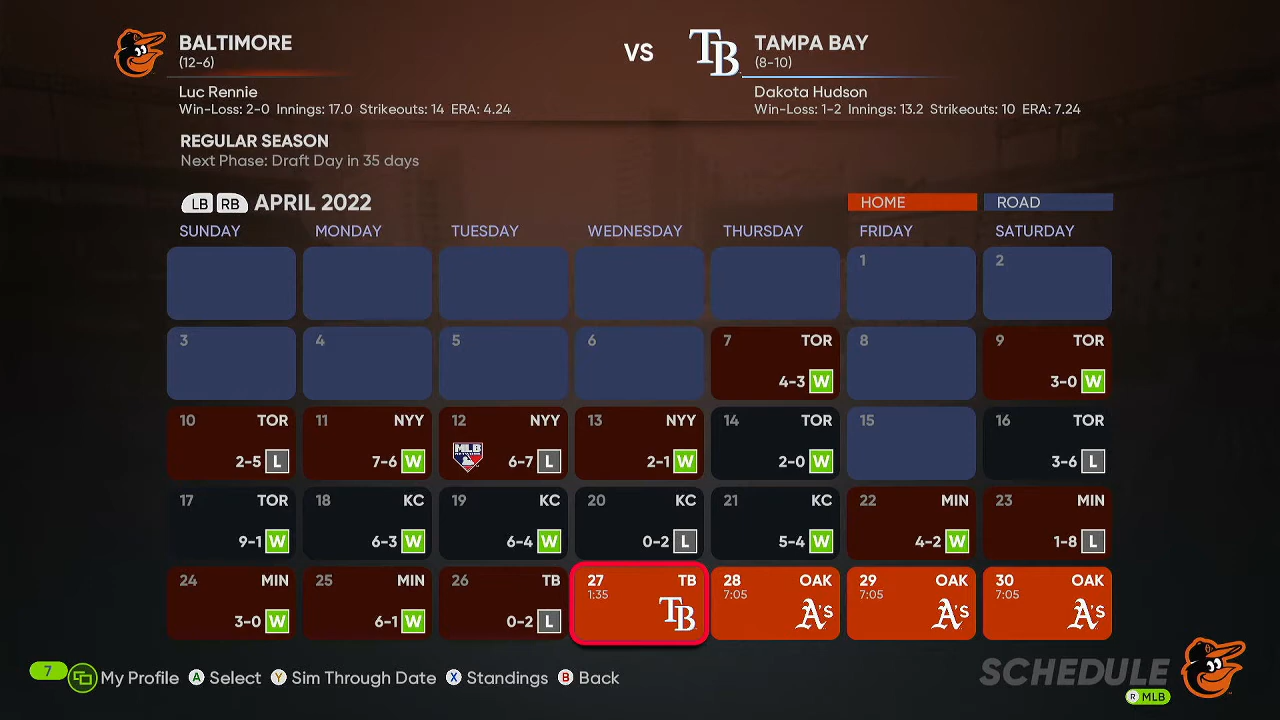 BALTIMORE
(12-6)
VS
TB
TAMPA BAY
(8-10)
Luc Rennie
Win-Loss: 2-0 Innings: 17.0 Strikeouts: 14 ERA: 4.24
Dakota Hudson
Win-Loss: 1-2 Innings: 13.2 Strikeouts: 10 ERA: 7.24
REGULAR SEASON
Next Phase: Draft Day in 35 days
LB RB APRIL 2022
HOME ROAD
SUNDAY MONDAY TUESDAY WEDNESDAY THURSDAY FRIDAY SATURDAY
1 2
3 4 5 6 7 TOR 8 9 TOR
4-3 W 3-0 W
10 TOR 11 NYY 12 NYY 13 NYY 14 TOR 15 16 TOR
2-5 L 7-6 W MLB NETWORK 6-7 L 2-1 W 2-0 W 3-6 L
17 TOR 18 KC 19 KC 20 KC 21 KC 22 MIN 23 MIN
9-1 W 6-3 W 6-4 W 0-2 L 5-4 W 4-2 W 1-8 L
24 MIN 25 MIN 26 TB 27 TB 28 OAK 29 OAK 30 OAK
1:35 7:05 7:05 7:05
3-0 W 6-1 W 0-2 L TB A's A's A's
7 My Profile A Select Y Sim Through Date X Standings B Back
SCHEDULE
R MLB